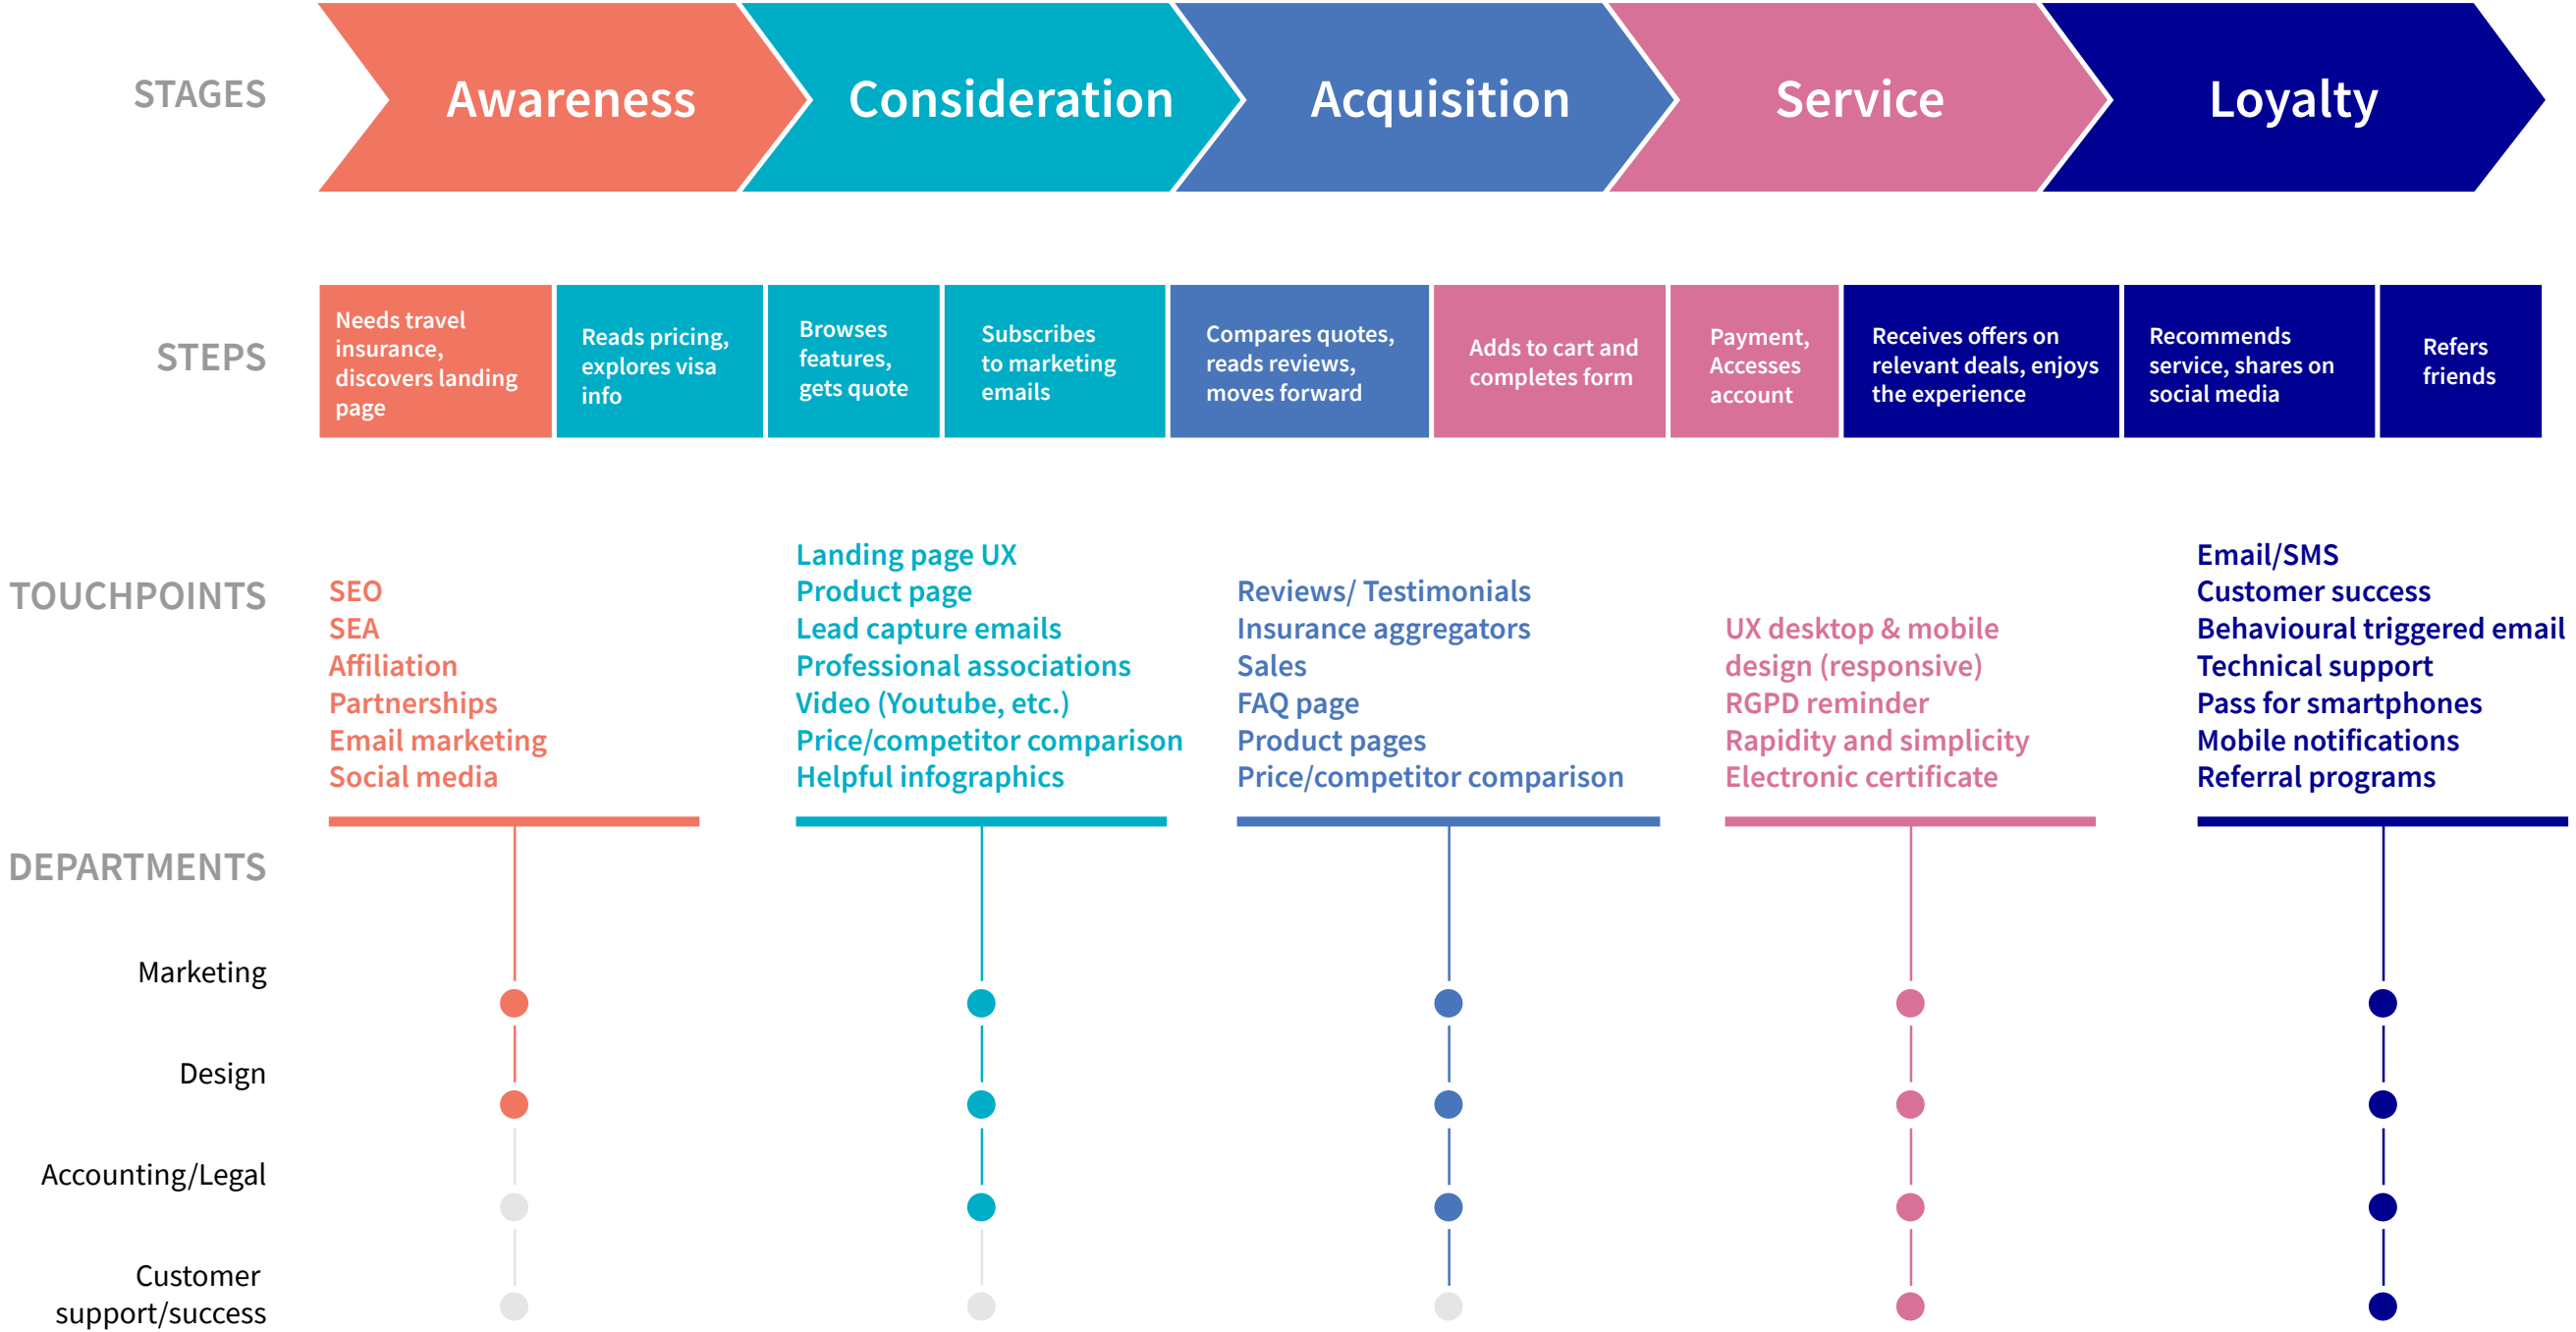 STAGES
Awareness
Consideration
Acquisition
Service
Loyalty
STEPS
Needs travel
insurance,
discovers landing
page
Reads pricing,
explores visa
info
Browses
features,
gets quote
Subscribes
to marketing
emails
Compares quotes,
reads reviews,
moves forward
Adds to cart and
completes form
Payment,
Accesses
account
Receives offers on
relevant deals, enjoys
the experience
Recommends
service, shares on
social media
Refers
friends
TOUCHPOINTS
SEO
SEA
Affiliation
Partnerships
Email marketing
Social media
Landing page UX
Product page
Lead capture emails
Professional associations
Video (Youtube, etc.)
Price/competitor comparison
Helpful infographics
Reviews/ Testimonials
Insurance aggregators
Sales
FAQ page
Product pages
Price/competitor comparison
UX desktop & mobile
design (responsive)
RGPD reminder
Rapidity and simplicity
Electronic certificate
Email/SMS
Customer success
Behavioural triggered email
Technical support
Pass for smartphones
Mobile notifications
Referral programs
DEPARTMENTS
Marketing
Design
Accounting/Legal
Customer
support/success